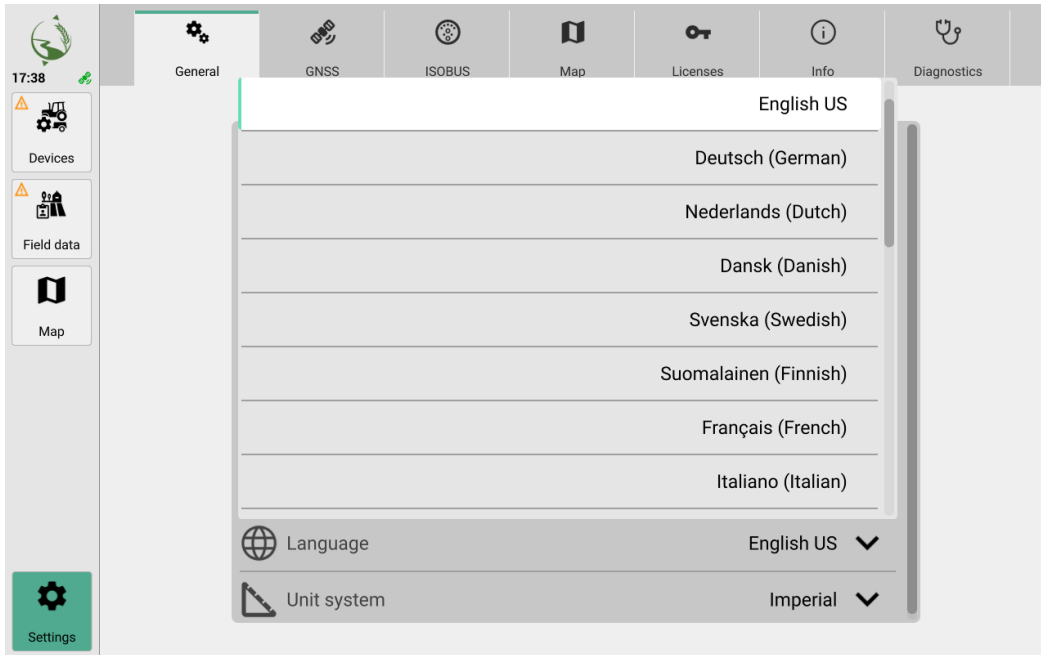 17:38
Devices
Field data
Map
Settings
General
GNSS
ISOBUS
Map
Licenses
Info
Diagnostics
English US
Deutsch (German)
Nederlands (Dutch)
Dansk (Danish)
Svenska (Swedish)
Suomalainen (Finnish)
Français (French)
Italiano (Italian)
Language English US
Unit system Imperial